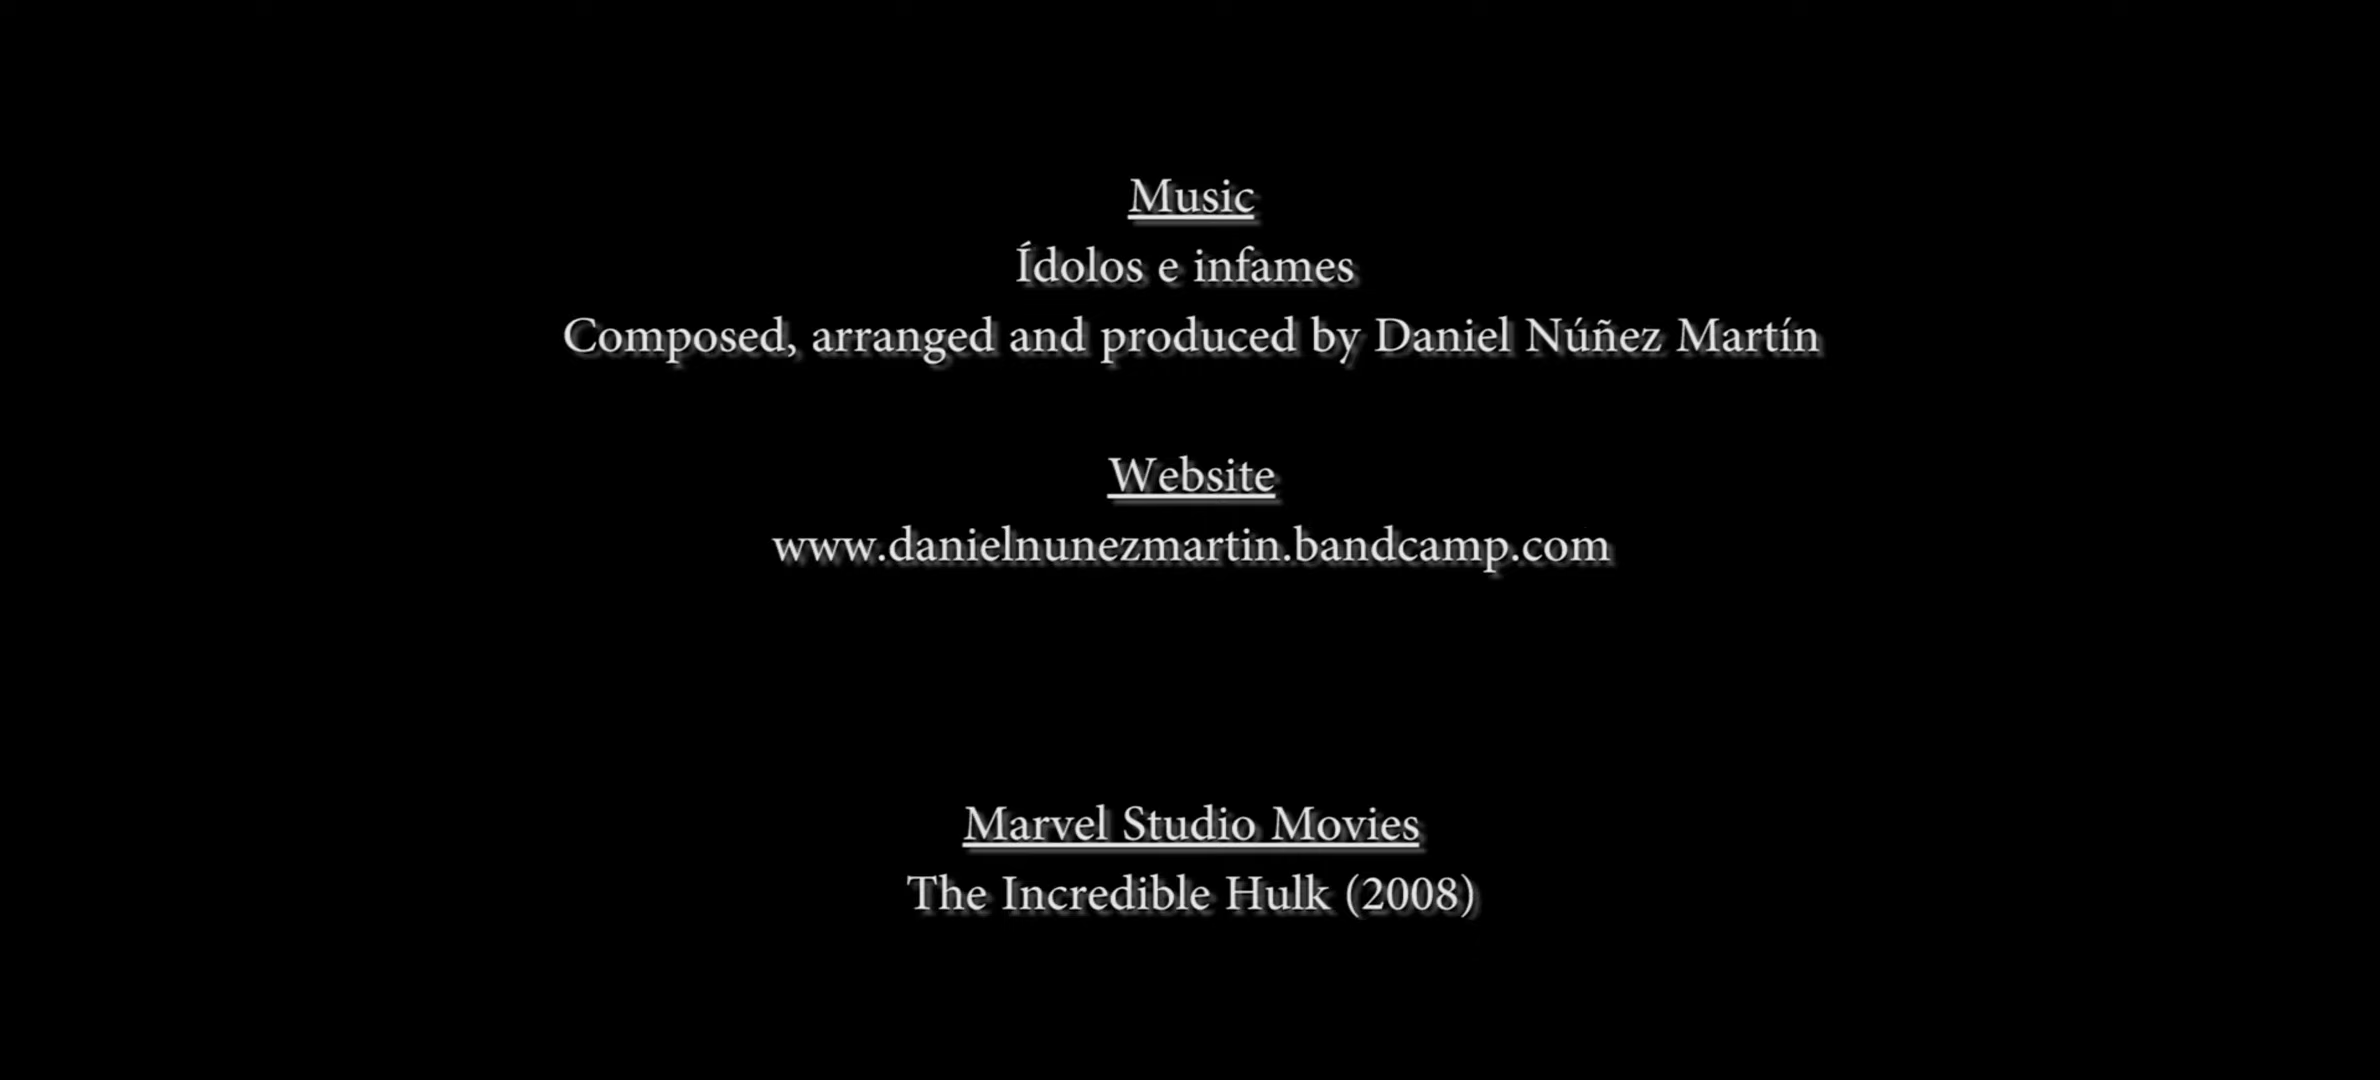 Music
Ídolos e infames
Composed, arranged and produced by Daniel Núñez Martín
Website
www.danielnunezmartin.bandcamp.com
Marvel Studio Movies
The Incredible Hulk (2008)